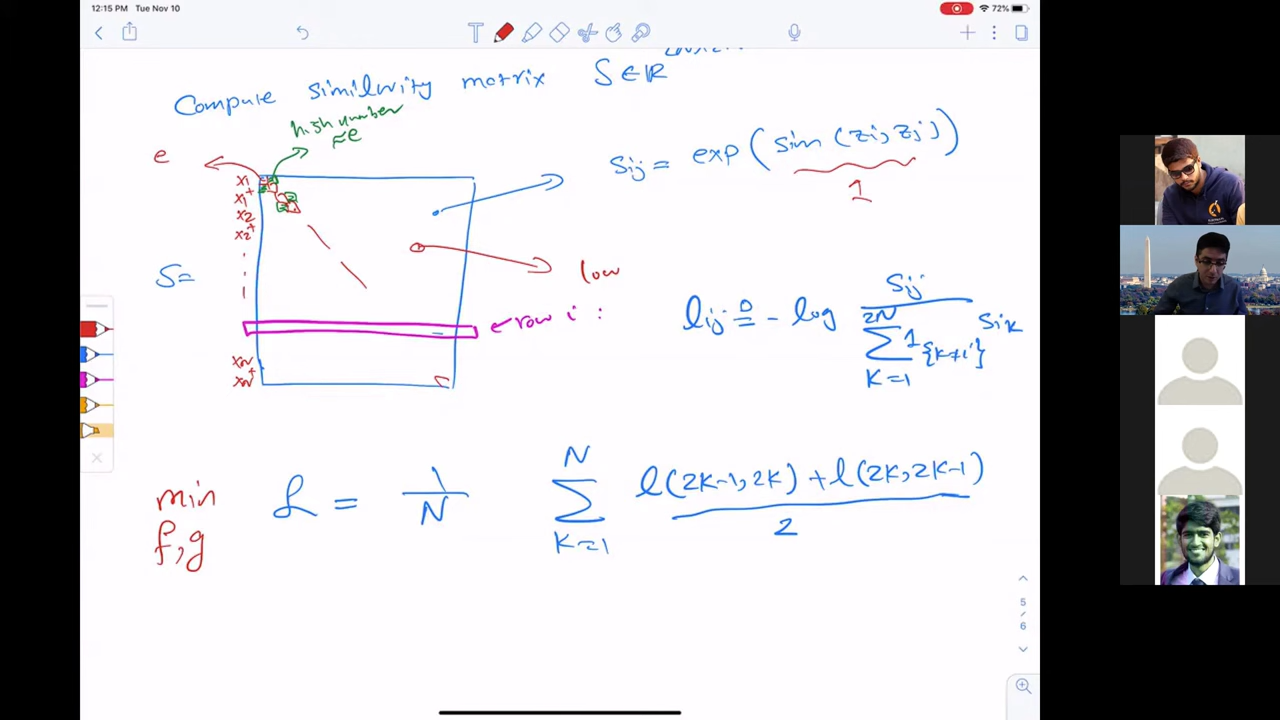 12:15 PM Tue Nov 10
72%
Compute similarity matrix S ∈ ℝ
high number
≈e
e
Sij = exp ( sim (zi, zj) )
1
x1
x1+
x2
x2+
S=
low
← row i :
xN
xN+
lij ≜ - log Sij / Σ_{K=1}^{2N} 1{k≠i} Sik
min
f,g
L = 1/N Σ_{K=1}^{N} ( l(2K-1, 2K) + l(2K, 2K-1) ) / 2
5
/
6